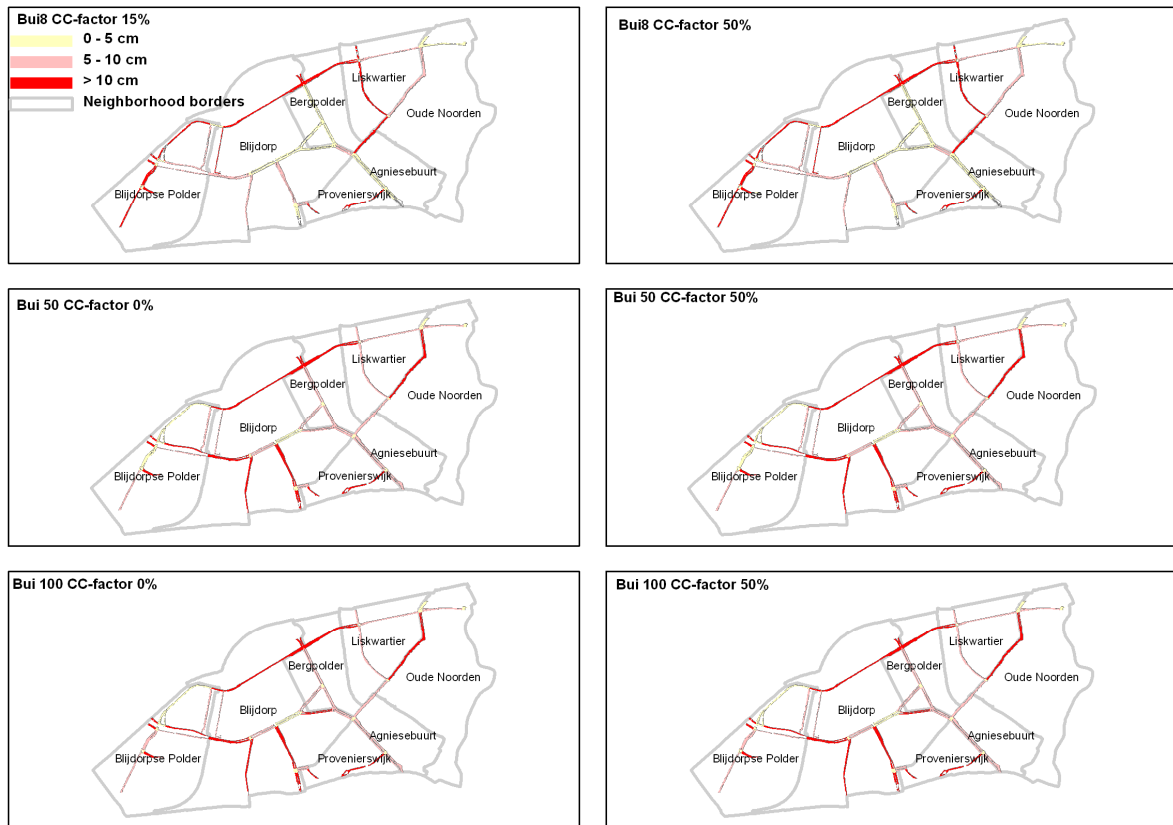 Bui8 CC-factor 15%
0 - 5 cm
5 - 10 cm
> 10 cm
Neighborhood borders
Liskwartier
Bergpolder
Oude Noorden
Blijdorp
Agniesebuurt
Blijdorpse Polder
Provenierswijk
Bui8 CC-factor 50%
Liskwartier
Bergpolder
Oude Noorden
Blijdorp
Agniesebuurt
Blijdorpse Polder
Provenierswijk
Bui 50 CC-factor 0%
Liskwartier
Bergpolder
Oude Noorden
Blijdorp
Agniesebuurt
Blijdorpse Polder
Provenierswijk
Bui 50 CC-factor 50%
Liskwartier
Bergpolder
Oude Noorden
Blijdorp
Agniesebuurt
Blijdorpse Polder
Provenierswijk
Bui 100 CC-factor 0%
Liskwartier
Bergpolder
Oude Noorden
Blijdorp
Agniesebuurt
Blijdorpse Polder
Provenierswijk
Bui 100 CC-factor 50%
Liskwartier
Bergpolder
Oude Noorden
Blijdorp
Agniesebuurt
Blijdorpse Polder
Provenierswijk